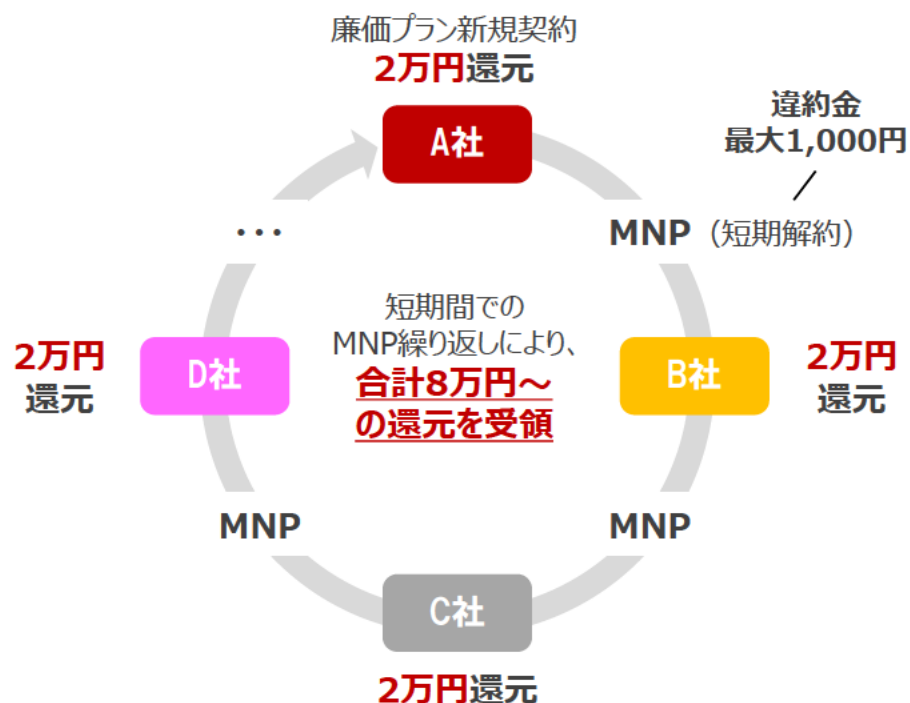 廉価プラン新規契約
2万円還元
A社
違約金
最大1,000円
・・・
MNP（短期解約）
短期間での
MNP繰り返しにより、
合計8万円～
の還元を受領
2万円
還元
D社
B社
2万円
還元
MNP
MNP
C社
2万円還元